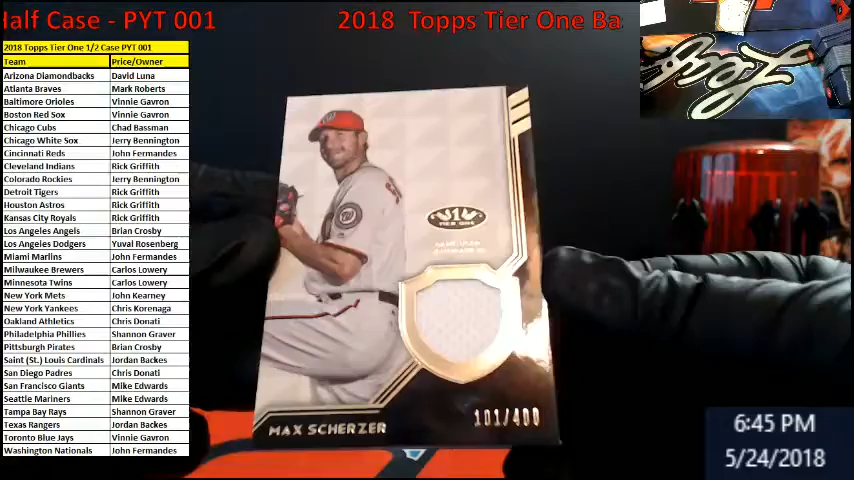 Half Case - PYT 001
2018 Topps Tier One Ba
2018 Topps Tier One 1/2 Case PYT 001
Team Price/Owner
Arizona Diamondbacks David Luna
Atlanta Braves Mark Roberts
Baltimore Orioles Vinnie Gavron
Boston Red Sox Vinnie Gavron
Chicago Cubs Chad Bassman
Chicago White Sox Jerry Bennington
Cincinnati Reds John Fernandes
Cleveland Indians Rick Griffith
Colorado Rockies Jerry Bennington
Detroit Tigers Rick Griffith
Houston Astros Rick Griffith
Kansas City Royals Rick Griffith
Los Angeles Angels Brian Crosby
Los Angeles Dodgers Yuval Rosenberg
Miami Marlins John Fermandes
Milwaukee Brewers Carlos Lowery
Minnesota Twins Carlos Lowery
New York Mets John Kearney
New York Yankees Chris Korenaga
Oakland Athletics Chris Donati
Philadelphia Phillies Shannon Graver
Pittsburgh Pirates Brian Crosby
Saint (St.) Louis Cardinals Jordan Backes
San Diego Padres Chris Donati
San Francisco Giants Mike Edwards
Seattle Mariners Mike Edwards
Tampa Bay Rays Shannon Graver
Texas Rangers Jordan Backes
Toronto Blue Jays Vinnie Gavron
Washington Nationals John Fermandes
TIER ONE
MAX SCHERZER
101/400
6:45 PM
5/24/2018